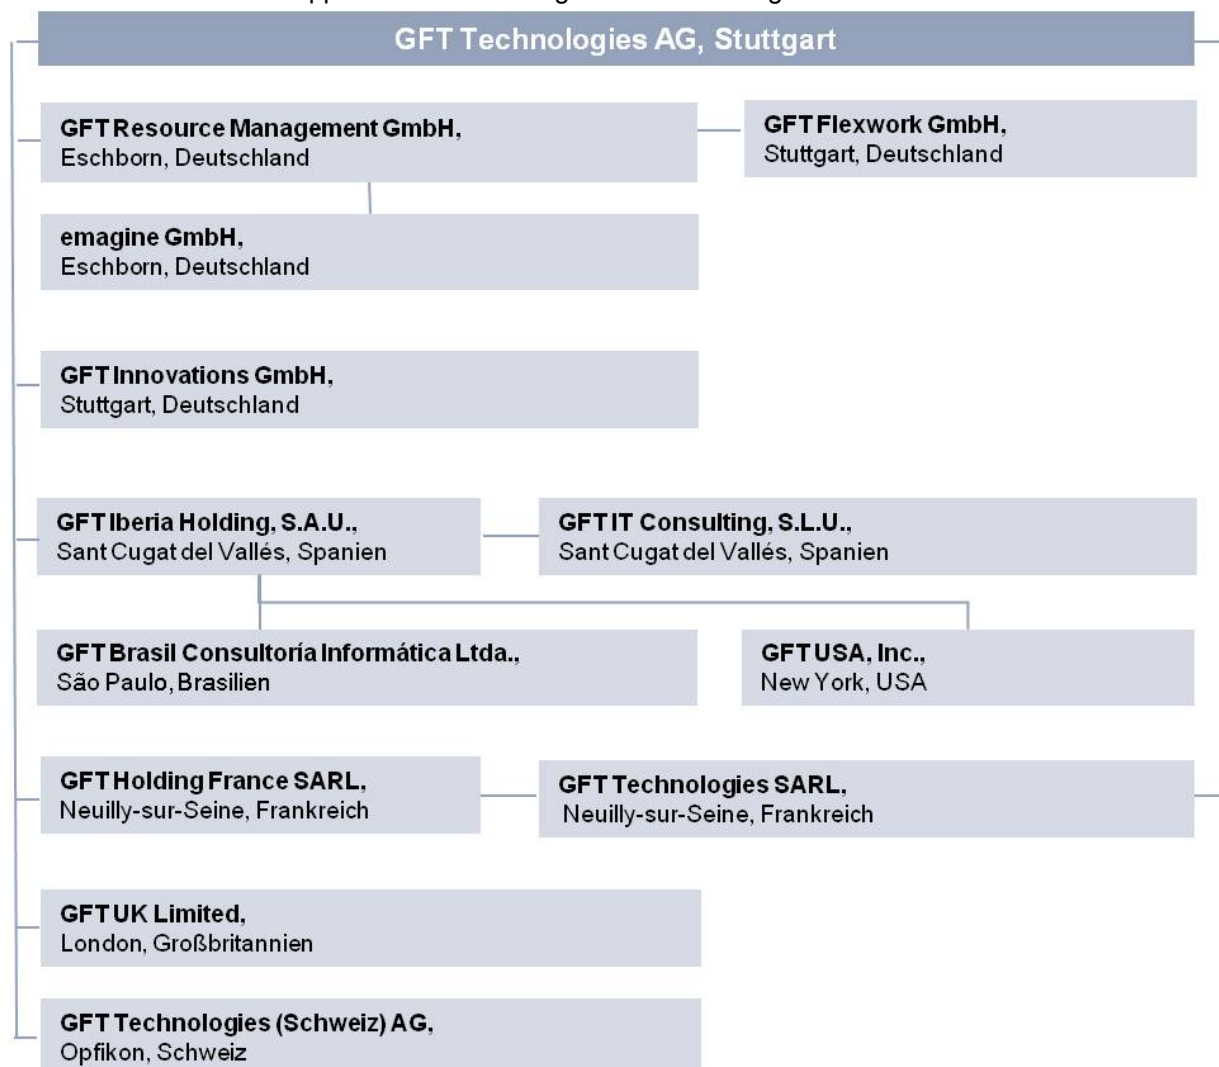 GFT Technologies AG, Stuttgart
GFT Resource Management GmbH,
Eschborn, Deutschland
GFT Flexwork GmbH,
Stuttgart, Deutschland
emagine GmbH,
Eschborn, Deutschland
GFT Innovations GmbH,
Stuttgart, Deutschland
GFT Iberia Holding, S.A.U.,
Sant Cugat del Vallés, Spanien
GFT IT Consulting, S.L.U.,
Sant Cugat del Vallés, Spanien
GFT Brasil Consultoría Informática Ltda.,
São Paulo, Brasilien
GFT USA, Inc.,
New York, USA
GFT Holding France SARL,
Neuilly-sur-Seine, Frankreich
GFT Technologies SARL,
Neuilly-sur-Seine, Frankreich
GFT UK Limited,
London, Großbritannien
GFT Technologies (Schweiz) AG,
Opfikon, Schweiz